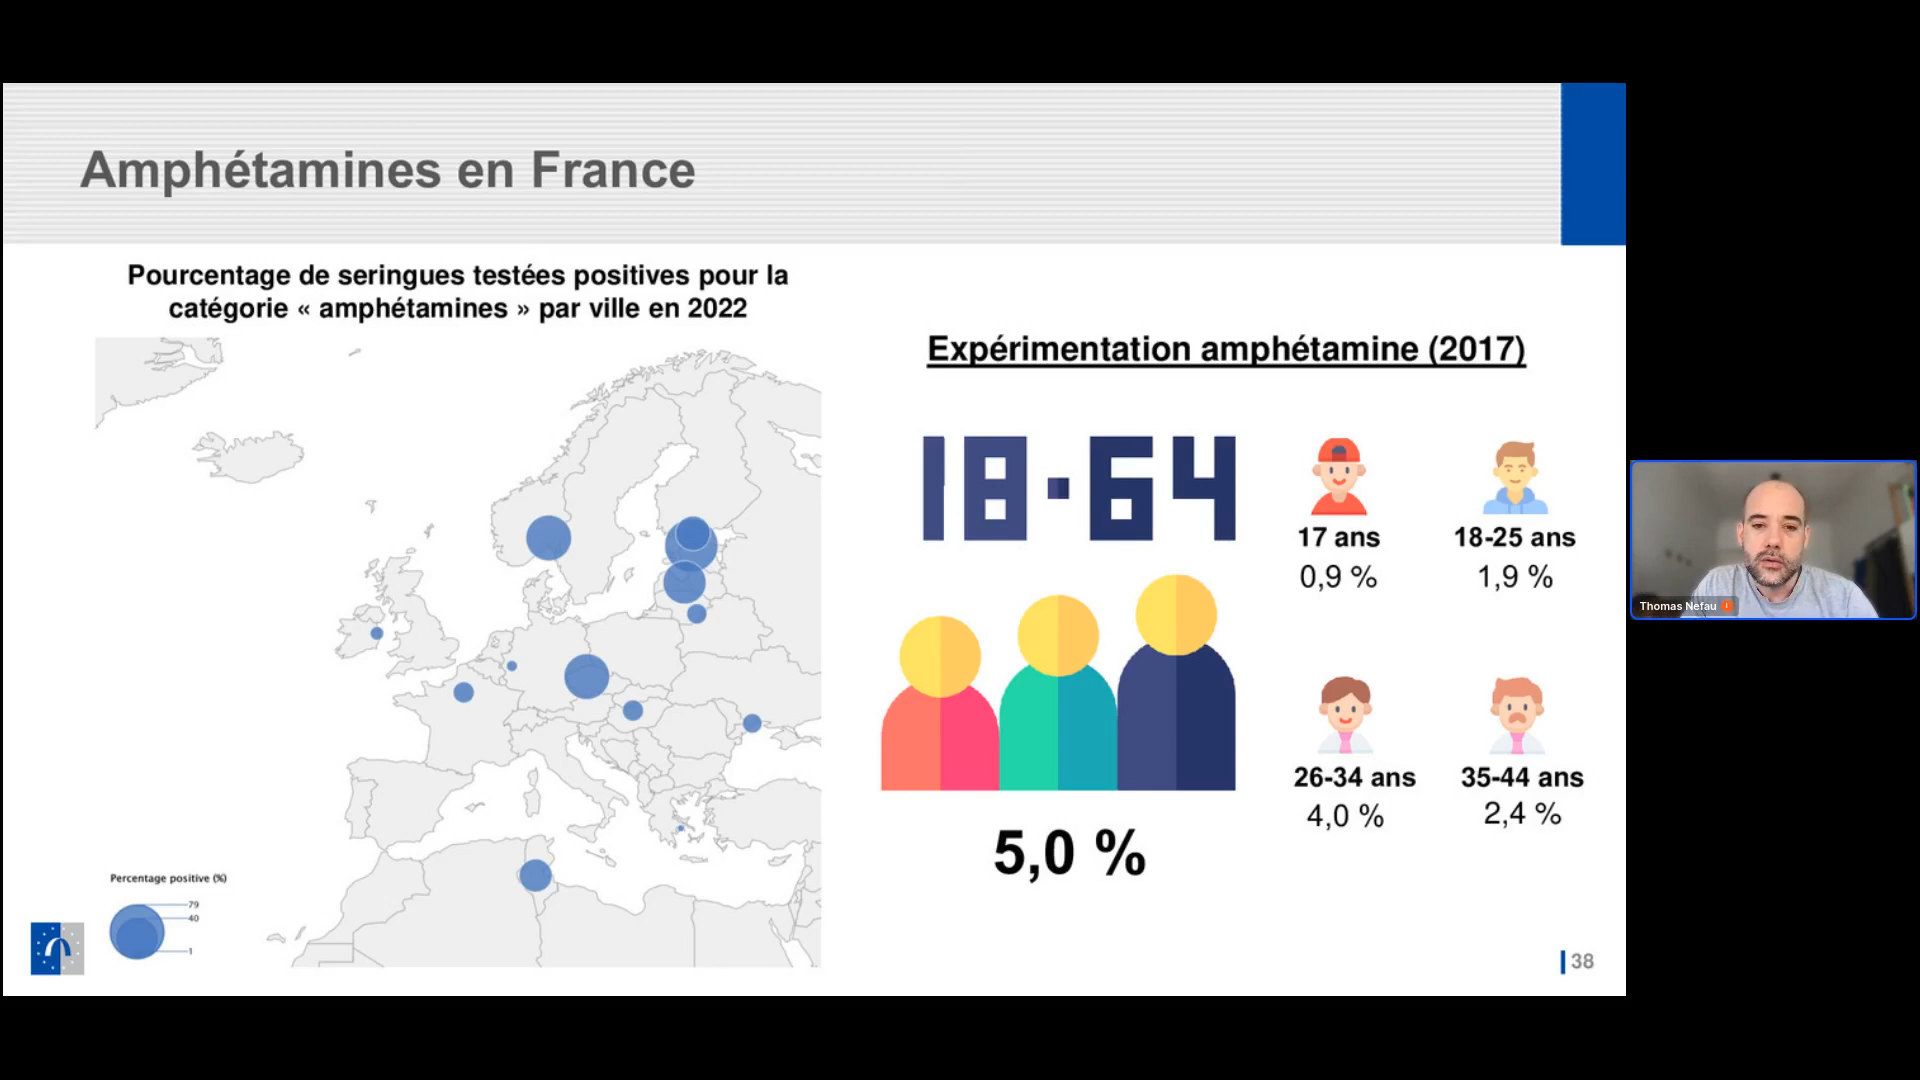 Amphétamines en France
Pourcentage de seringues testées positives pour la
catégorie « amphétamines » par ville en 2022
Percentage positive (%)
79
40
1
Expérimentation amphétamine (2017)
18-64
5,0 %
17 ans
0,9 %
18-25 ans
1,9 %
26-34 ans
4,0 %
35-44 ans
2,4 %
38
Thomas Nefau